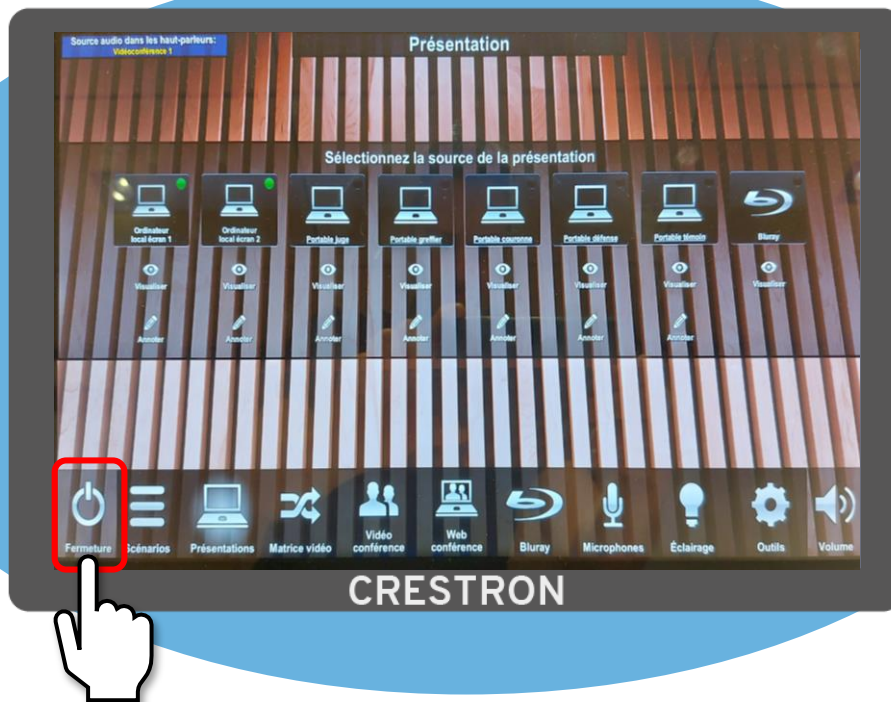 Source audio dans les haut-parleurs:
Vidéoconférence 1
Présentation
Sélectionnez la source de la présentation
Ordinateur
local écran 1
Ordinateur
local écran 2
Portable juge
Portable greffier
Portable couronne
Portable défense
Portable témoin
Bluray
Visualiser
Visualiser
Visualiser
Visualiser
Visualiser
Visualiser
Visualiser
Visualiser
Annoter
Annoter
Annoter
Annoter
Annoter
Annoter
Annoter
Fermeture
Scénarios
Présentations
Matrice vidéo
Vidéo
conférence
Web
conférence
Bluray
Microphones
Éclairage
Outils
Volume
CRESTRON